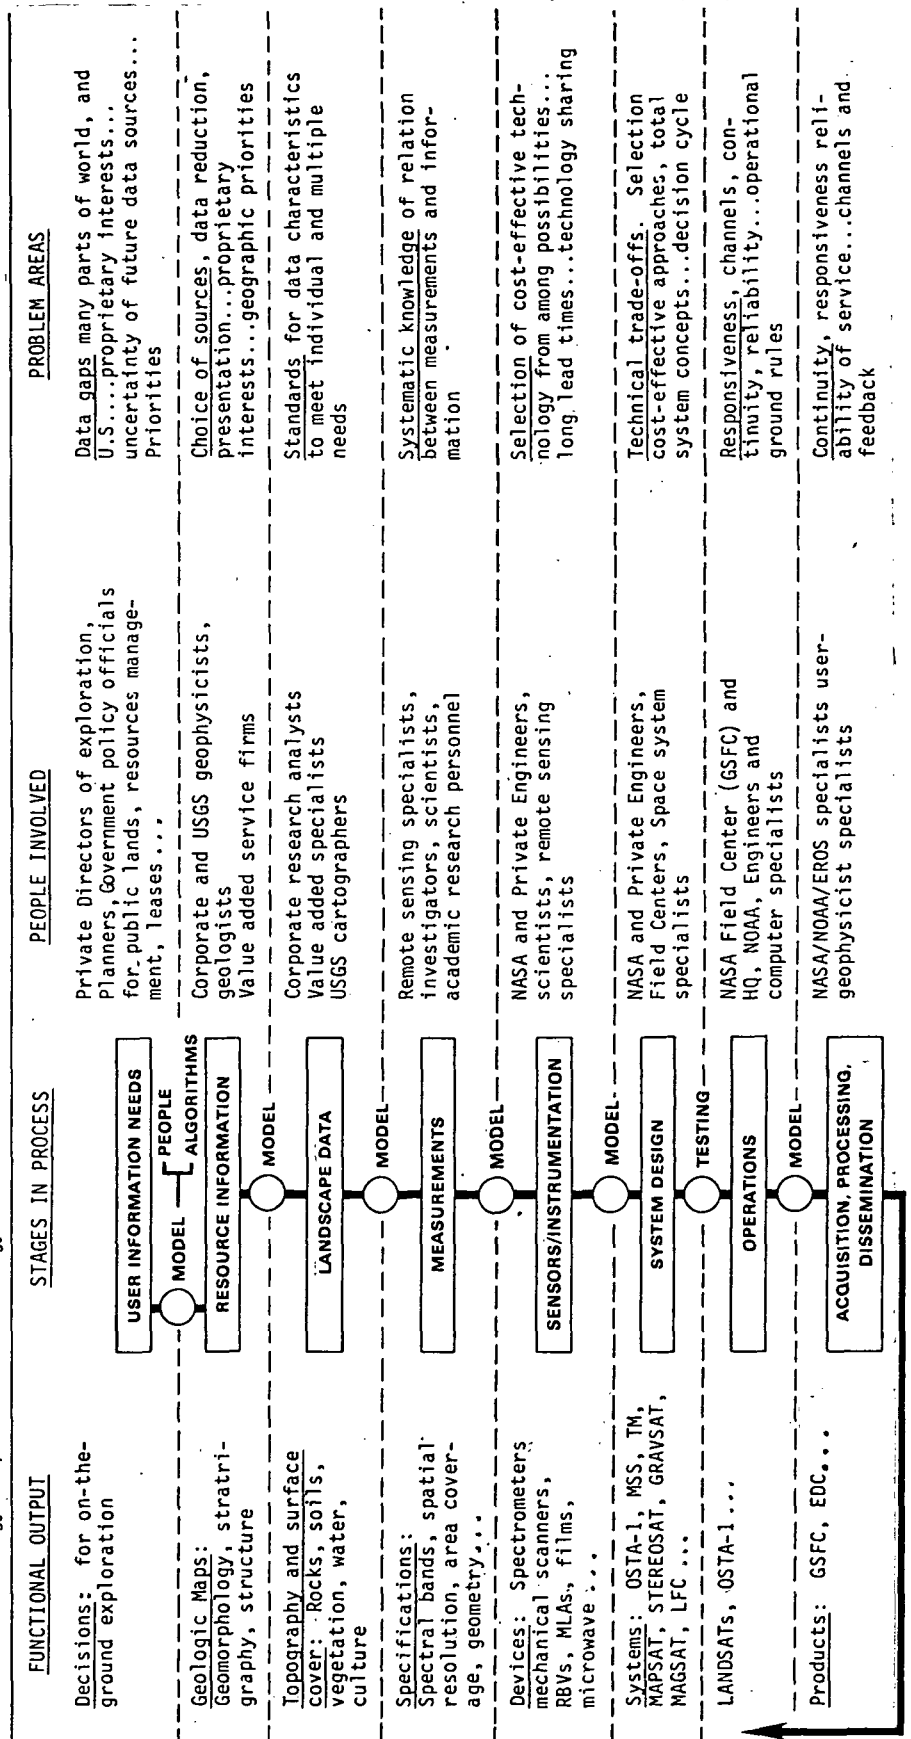 FUNCTIONAL OUTPUT
STAGES IN PROCESS
PEOPLE INVOLVED
PROBLEM AREAS
Decisions: for on-the-
ground exploration
USER INFORMATION NEEDS
Private Directors of exploration,
Planners, Government policy officials
for public lands, resources manage-
ment, leases...
Data gaps many parts of world, and
U.S....proprietary interests...
uncertainty of future data sources...
Priorities
MODEL
PEOPLE
ALGORITHMS
Geologic Maps:
Geomorphology, stratri-
graphy, structure
RESOURCE INFORMATION
Corporate and USGS geophysicists,
geologists
Value added service firms
Choice of sources, data reduction,
presentation...proprietary
interests...geographic priorities
MODEL
Topography and surface
cover: Rocks, soils,
vegetation, water,
culture
LANDSCAPE DATA
Corporate research analysts
Value added specialists
USGS cartographers
Standards for data characteristics
to meet individual and multiple
needs
MODEL
Specifications:
Spectral bands, spatial
resolution, area cover-
age, geometry...
MEASUREMENTS
Remote sensing specialists,
investigators, scientists,
academic research personnel
Systematic knowledge of relation
between measurements and infor-
mation
MODEL
Devices: Spectrometers
mechanical scanners,
RBVs, MLAs, films,
microwave...
SENSORS/INSTRUMENTATION
NASA and Private Engineers,
scientists, remote sensing
specialists
Selection of cost-effective tech-
nology from among possibilities...
long lead times...technology sharing
MODEL
Systems: OSTA-1, MSS, TM,
MAPSAT, STEREOSAT, GRAVSAT,
MAGSAT, LFC...
SYSTEM DESIGN
NASA and Private Engineers,
Field Centers, Space system
specialists
Technical trade-offs. Selection
cost-effective approaches, total
system concepts...decision cycle
TESTING
LANDSATs, OSTA-1...
OPERATIONS
NASA Field Center (GSFC) and
HQ, NOAA, Engineers and
computer specialists
Responsiveness, channels, con-
tinuity, reliability...operational
ground rules
MODEL
Products: GSFC, EDC...
ACQUISITION, PROCESSING,
DISSEMINATION
NASA/NOAA/EROS specialists user-
geophysicist specialists
Continuity, responsiveness reli-
ability of service...channels and
feedback